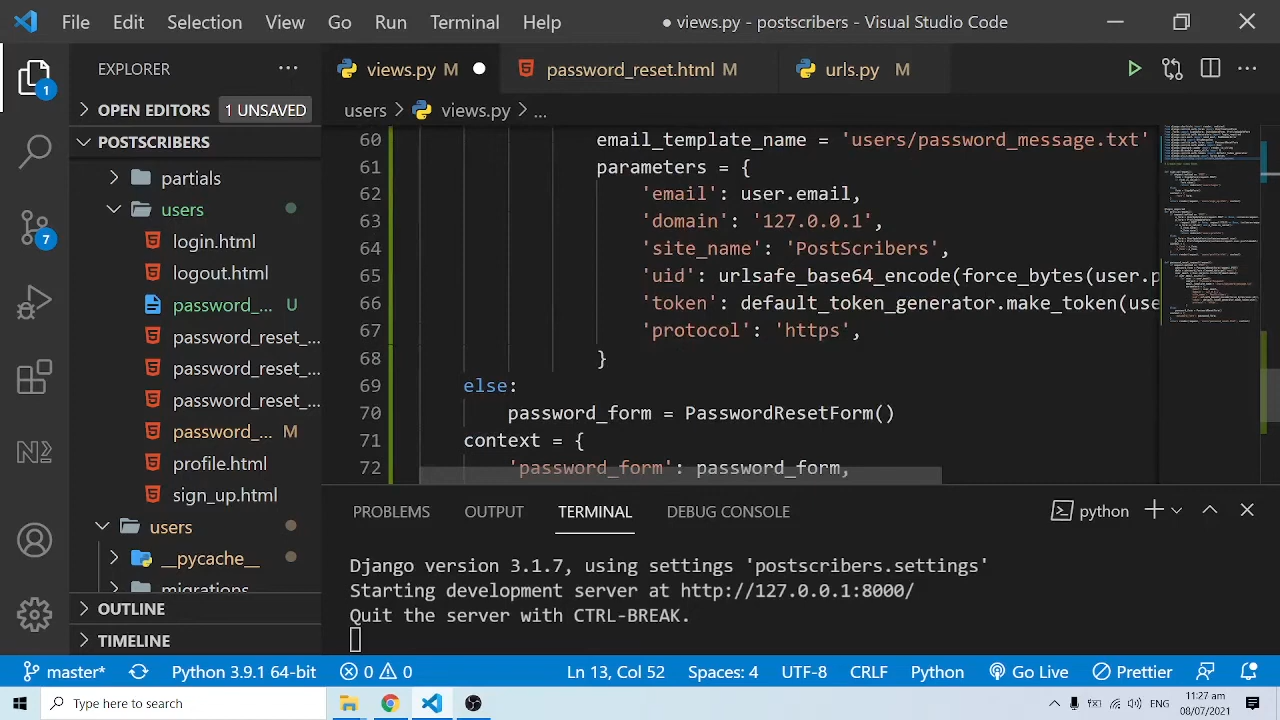 File Edit Selection View Go Run Terminal Help ● views.py - postscribers - Visual Studio Code
EXPLORER
views.py M
password_reset.html M
urls.py M
OPEN EDITORS 1 UNSAVED
users > views.py > ...
POSTSCRIBERS
partials
users
login.html
logout.html
password_... U
password_reset_...
password_reset_...
password_reset_...
password_... M
profile.html
sign_up.html
users
__pycache__
migrations
OUTLINE
TIMELINE
1
7
60 email_template_name = 'users/password_message.txt'
61 parameters = {
62 'email': user.email,
63 'domain': '127.0.0.1',
64 'site_name': 'PostScribers',
65 'uid': urlsafe_base64_encode(force_bytes(user.p
66 'token': default_token_generator.make_token(use
67 'protocol': 'https',
68 }
69 else:
70 password_form = PasswordResetForm()
71 context = {
72 'password_form': password_form,
PROBLEMS OUTPUT TERMINAL DEBUG CONSOLE python
Django version 3.1.7, using settings 'postscribers.settings'
Starting development server at http://127.0.0.1:8000/
Quit the server with CTRL-BREAK.
master* Python 3.9.1 64-bit 0 0 Ln 13, Col 52 Spaces: 4 UTF-8 CRLF Python Go Live Prettier
Type here to search
ENG
11:27 am
08/07/2021